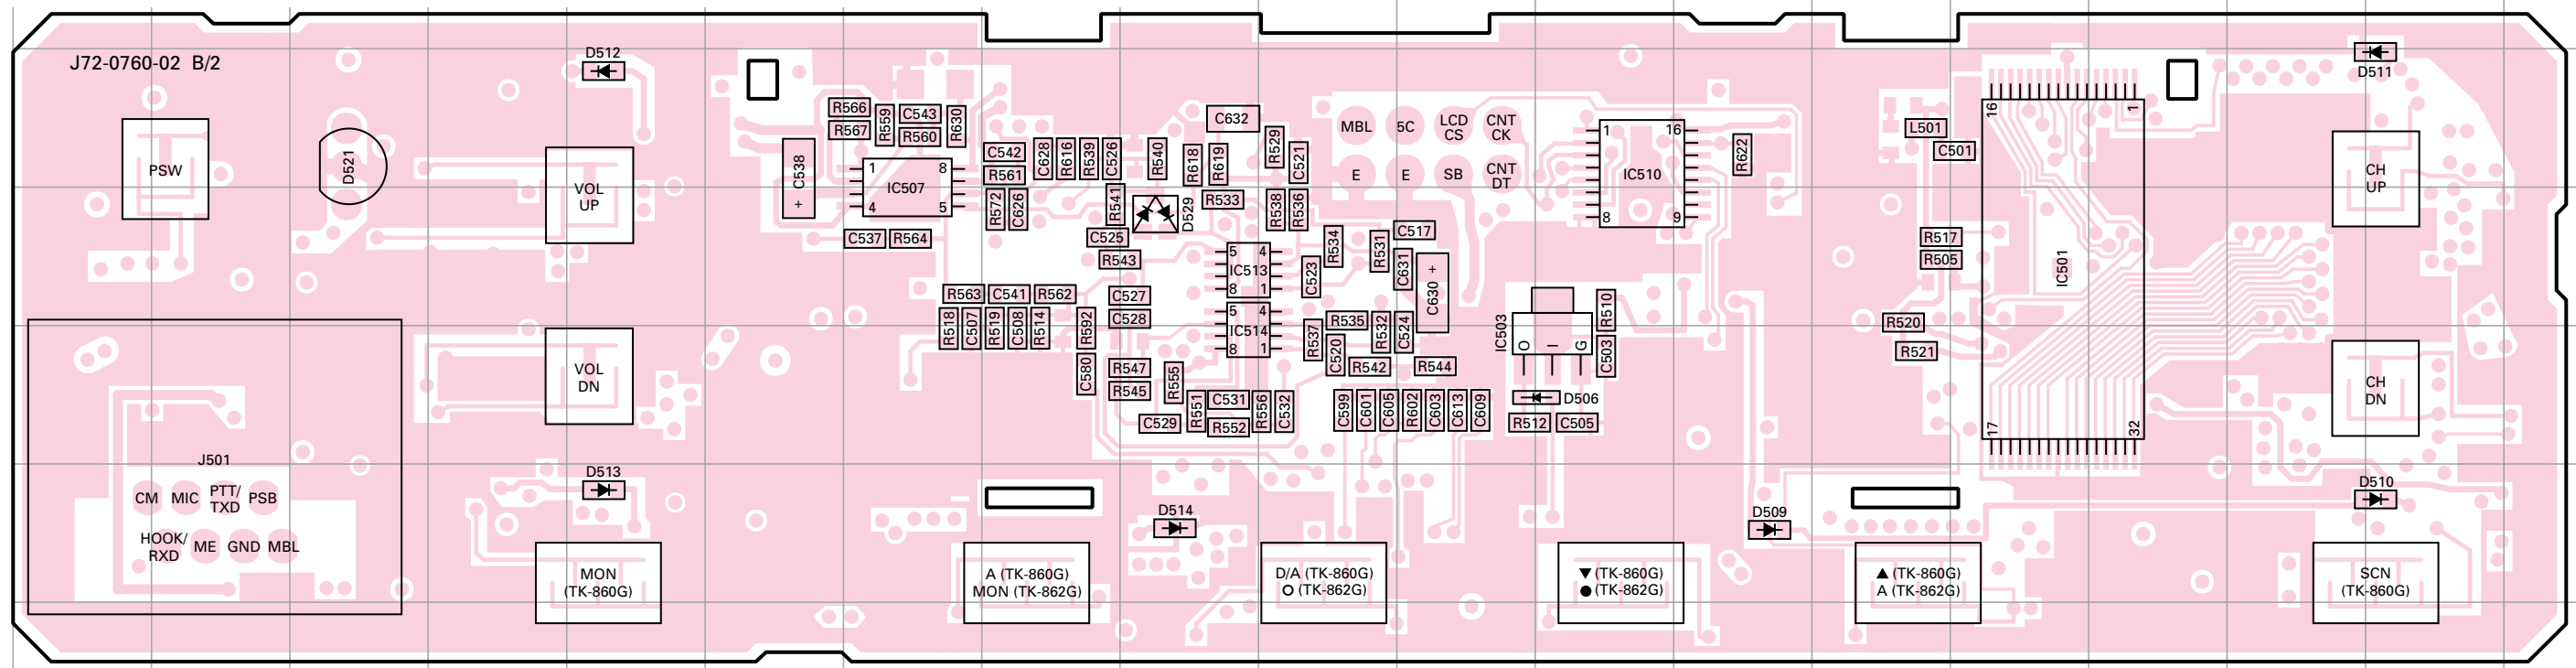 J72-0760-02 B/2
D512
D511
PSW
D521
VOL
UP
C538
+
R566
R567
R559
C543
R560
R630
1
8
IC507
4
5
C537
R564
C542
R561
R572
C626
C628
R616
R539
C526
R540
R618
R619
C632
R529
C521
R541
D529
R533
R538
R536
C525
R543
5
4
IC513
8
1
5
4
IC514
8
1
C523
R534
R531
C517
C631
+
C630
MBL
5C
LCD
CS
CNT
CK
E
E
SB
CNT
DT
1
16
IC510
8
9
R622
L501
C501
16
1
IC501
17
32
R517
R505
R520
R521
CH
UP
CH
DN
R563
C541
R562
R518
C507
R513
C508
R514
R592
C580
C527
C528
R547
R545
R555
C529
R551
C531
R552
R556
C532
R537
R535
C520
R532
C524
R542
R544
C599
C601
C605
R602
C603
C613
C609
IC503
O
I
G
R510
C503
D506
R512
C505
VOL
DN
J501
CM
MIC
PTT/
TXD
PSB
HOOK/
RXD
ME
GND
MBL
D513
D514
D509
D510
MON
(TK-860G)
A (TK-860G)
MON (TK-862G)
D/A (TK-860G)
○ (TK-862G)
▼ (TK-860G)
● (TK-862G)
▲ (TK-860G)
A (TK-862G)
SCN
(TK-860G)